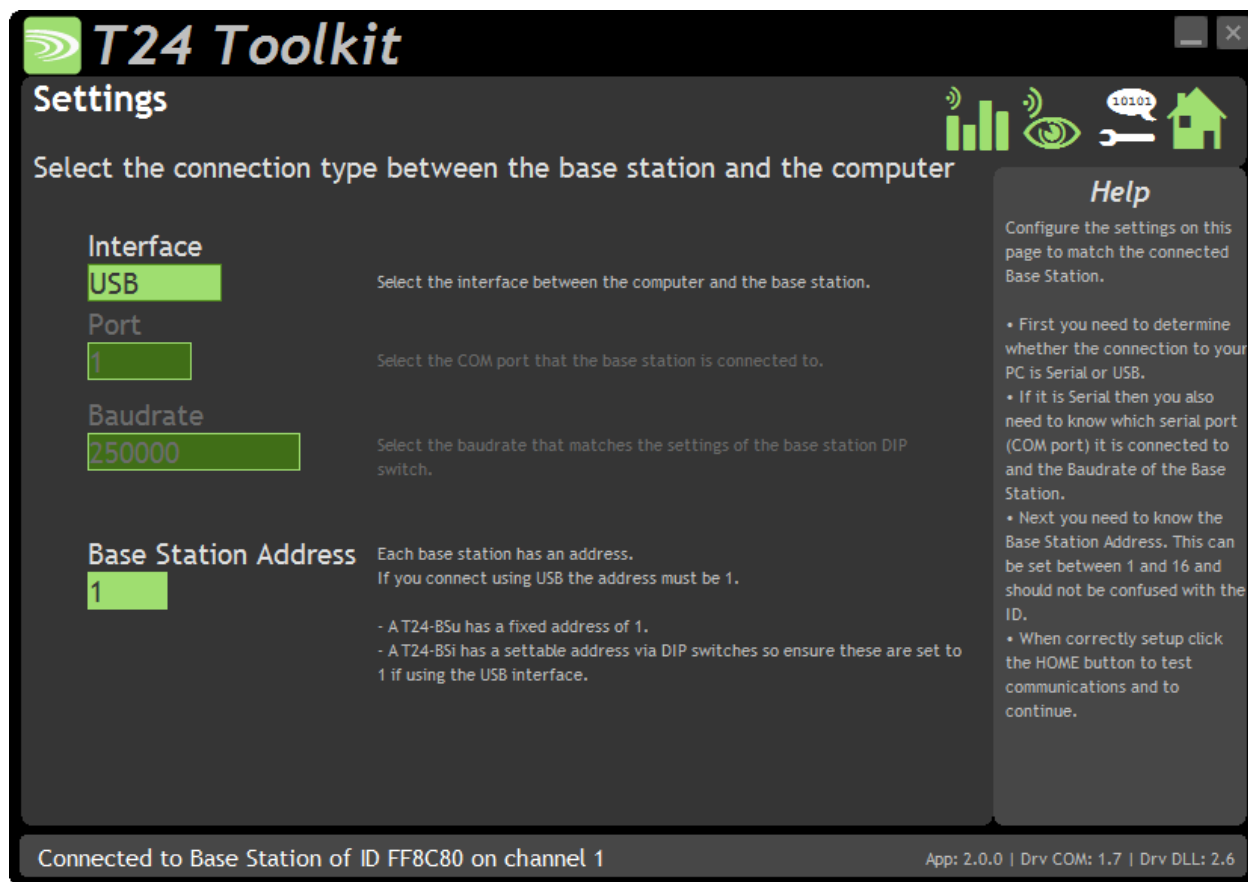 T24 Toolkit
Settings
10101
Select the connection type between the base station and the computer
Interface
USB
Select the interface between the computer and the base station.
Port
1
Select the COM port that the base station is connected to.
Baudrate
250000
Select the baudrate that matches the settings of the base station DIP
switch.
Base Station Address
1
Each base station has an address.
If you connect using USB the address must be 1.
- A T24-BSu has a fixed address of 1.
- A T24-BSi has a settable address via DIP switches so ensure these are set to
1 if using the USB interface.
Help
Configure the settings on this
page to match the connected
Base Station.
• First you need to determine
whether the connection to your
PC is Serial or USB.
• If it is Serial then you also
need to know which serial port
(COM port) it is connected to
and the Baudrate of the Base
Station.
• Next you need to know the
Base Station Address. This can
be set between 1 and 16 and
should not be confused with the
ID.
• When correctly setup click
the HOME button to test
communications and to
continue.
Connected to Base Station of ID FF8C80 on channel 1
App: 2.0.0 | Drv COM: 1.7 | Drv DLL: 2.6